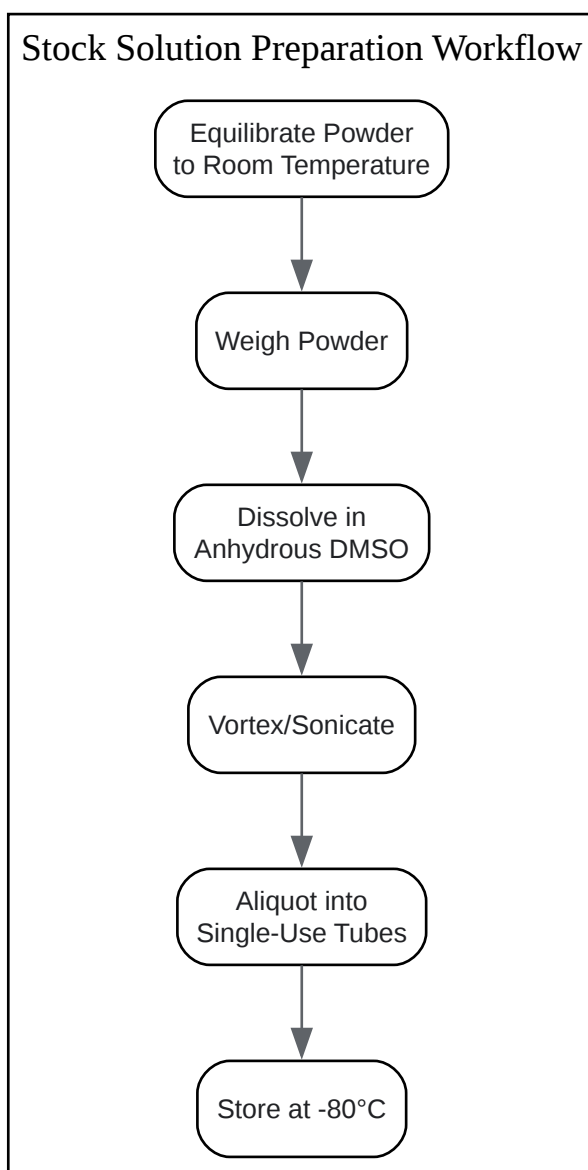 Stock Solution Preparation Workflow
Equilibrate Powder
to Room Temperature
Weigh Powder
Dissolve in
Anhydrous DMSO
Vortex/Sonicate
Aliquot into
Single-Use Tubes
Store at -80°C